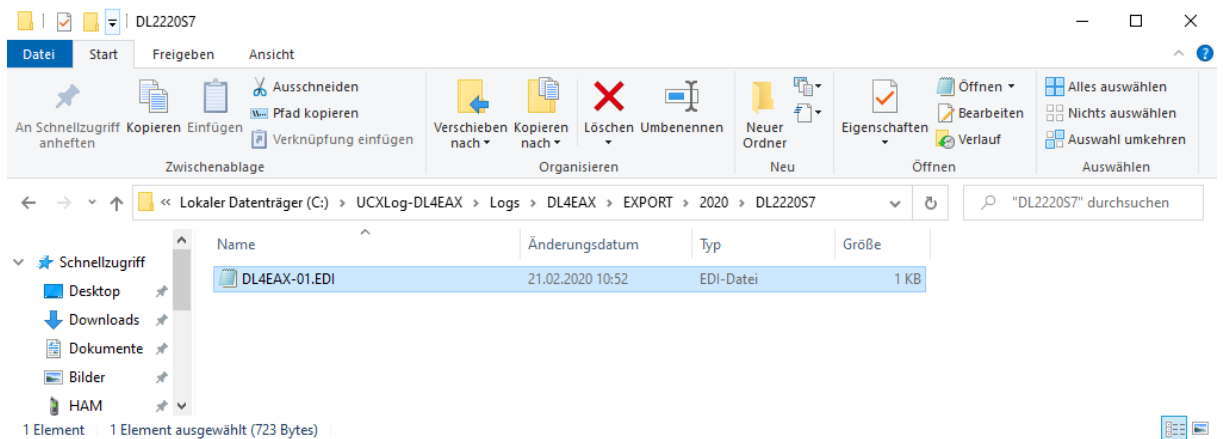 DL2220S7
Datei Start Freigeben Ansicht
An Schnellzugriff anheften
Kopieren
Einfügen
Ausschneiden
Pfad kopieren
Verknüpfung einfügen
Zwischenablage
Verschieben nach
Kopieren nach
Löschen
Umbenennen
Organisieren
Neuer Ordner
Neu
Eigenschaften
Öffnen
Bearbeiten
Verlauf
Öffnen
Alles auswählen
Nichts auswählen
Auswahl umkehren
Auswählen
« Lokaler Datenträger (C:) › UCXLog-DL4EAX › Logs › DL4EAX › EXPORT › 2020 › DL2220S7
"DL2220S7" durchsuchen
Name Änderungsdatum Typ Größe
DL4EAX-01.EDI 21.02.2020 10:52 EDI-Datei 1 KB
Schnellzugriff
Desktop
Downloads
Dokumente
Bilder
HAM
1 Element 1 Element ausgewählt (723 Bytes)